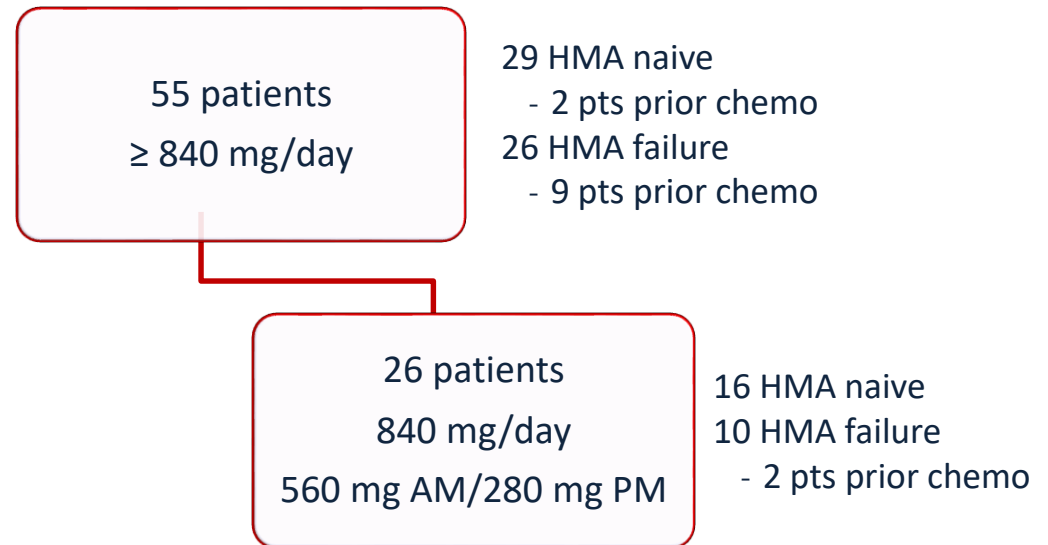 55 patients
≥ 840 mg/day
29 HMA naive
- 2 pts prior chemo
26 HMA failure
- 9 pts prior chemo
26 patients
840 mg/day
560 mg AM/280 mg PM
16 HMA naive
10 HMA failure
- 2 pts prior chemo